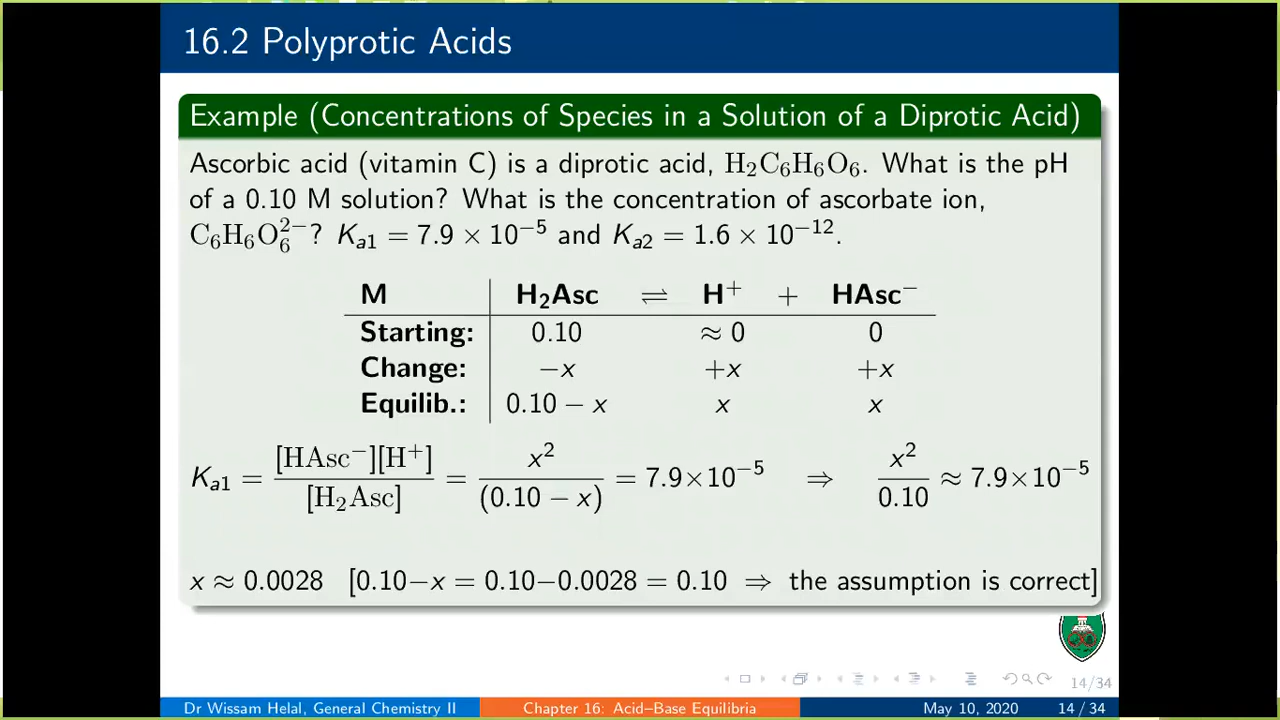 16.2 Polyprotic Acids
Example (Concentrations of Species in a Solution of a Diprotic Acid)
Ascorbic acid (vitamin C) is a diprotic acid, H₂C₆H₆O₆. What is the pH
of a 0.10 M solution? What is the concentration of ascorbate ion,
C₆H₆O₆²⁻? Kₐ₁ = 7.9 × 10⁻⁵ and Kₐ₂ = 1.6 × 10⁻¹².
M H₂Asc ⇌ H⁺ + HAsc⁻
Starting: 0.10 ≈ 0 0
Change: −x +x +x
Equilib.: 0.10 − x x x
Kₐ₁ = [HAsc⁻][H⁺] / [H₂Asc] = x² / (0.10 − x) = 7.9×10⁻⁵ ⇒ x² / 0.10 ≈ 7.9×10⁻⁵
x ≈ 0.0028 [0.10−x = 0.10−0.0028 = 0.10 ⇒ the assumption is correct]
14/34
Dr Wissam Helal, General Chemistry II Chapter 16: Acid–Base Equilibria May 10, 2020 14 / 34